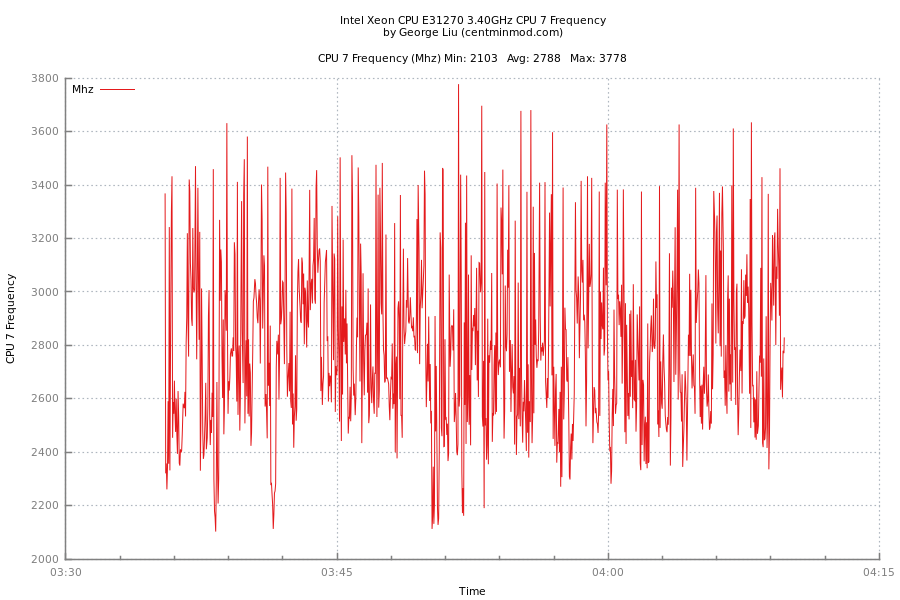 Intel Xeon CPU E31270 3.40GHz CPU 7 Frequency
by George Liu (centminmod.com)
CPU 7 Frequency (Mhz) Min: 2103 Avg: 2788 Max: 3778
Mhz
3800
3600
3400
3200
3000
2800
2600
2400
2200
2000
CPU 7 Frequency
03:30 03:45 04:00 04:15
Time